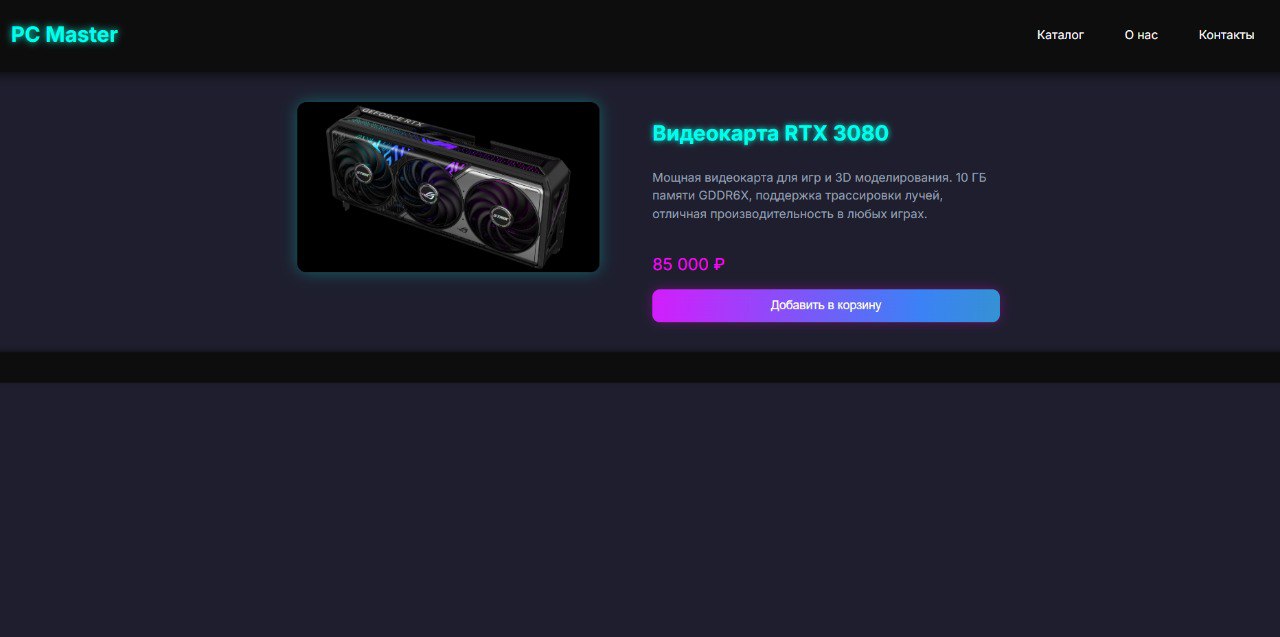 PC Master
Каталог
О нас
Контакты
GEFORCE RTX
Видеокарта RTX 3080
Мощная видеокарта для игр и 3D моделирования. 10 ГБ
памяти GDDR6X, поддержка трассировки лучей,
отличная производительность в любых играх.
85 000 ₽
Добавить в корзину